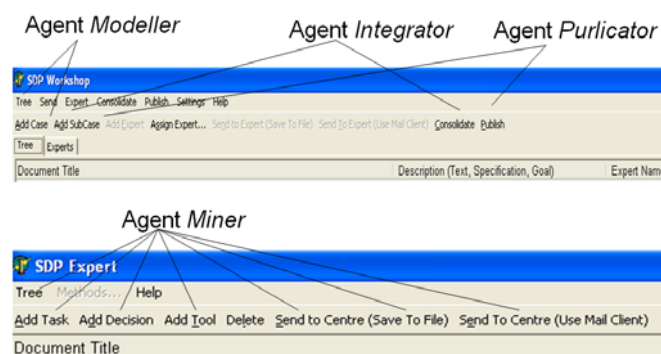 Agent Modeller Agent Integrator Agent Purlicator
SDP Workshop
Tree Send Expert Consolidate Publish Settings Help
Add Case Add SubCase Add Expert Assign Expert... Send to Expert (Save To File) Send To Expert (Use Mail Client) Consolidate Publish
Tree Experts
Document Title Description (Text, Specification, Goal) Expert Name
Agent Miner
SDP Expert
Tree Methods... Help
Add Task Add Decision Add Tool Delete Send to Centre (Save To File) Send To Centre (Use Mail Client)
Document Title